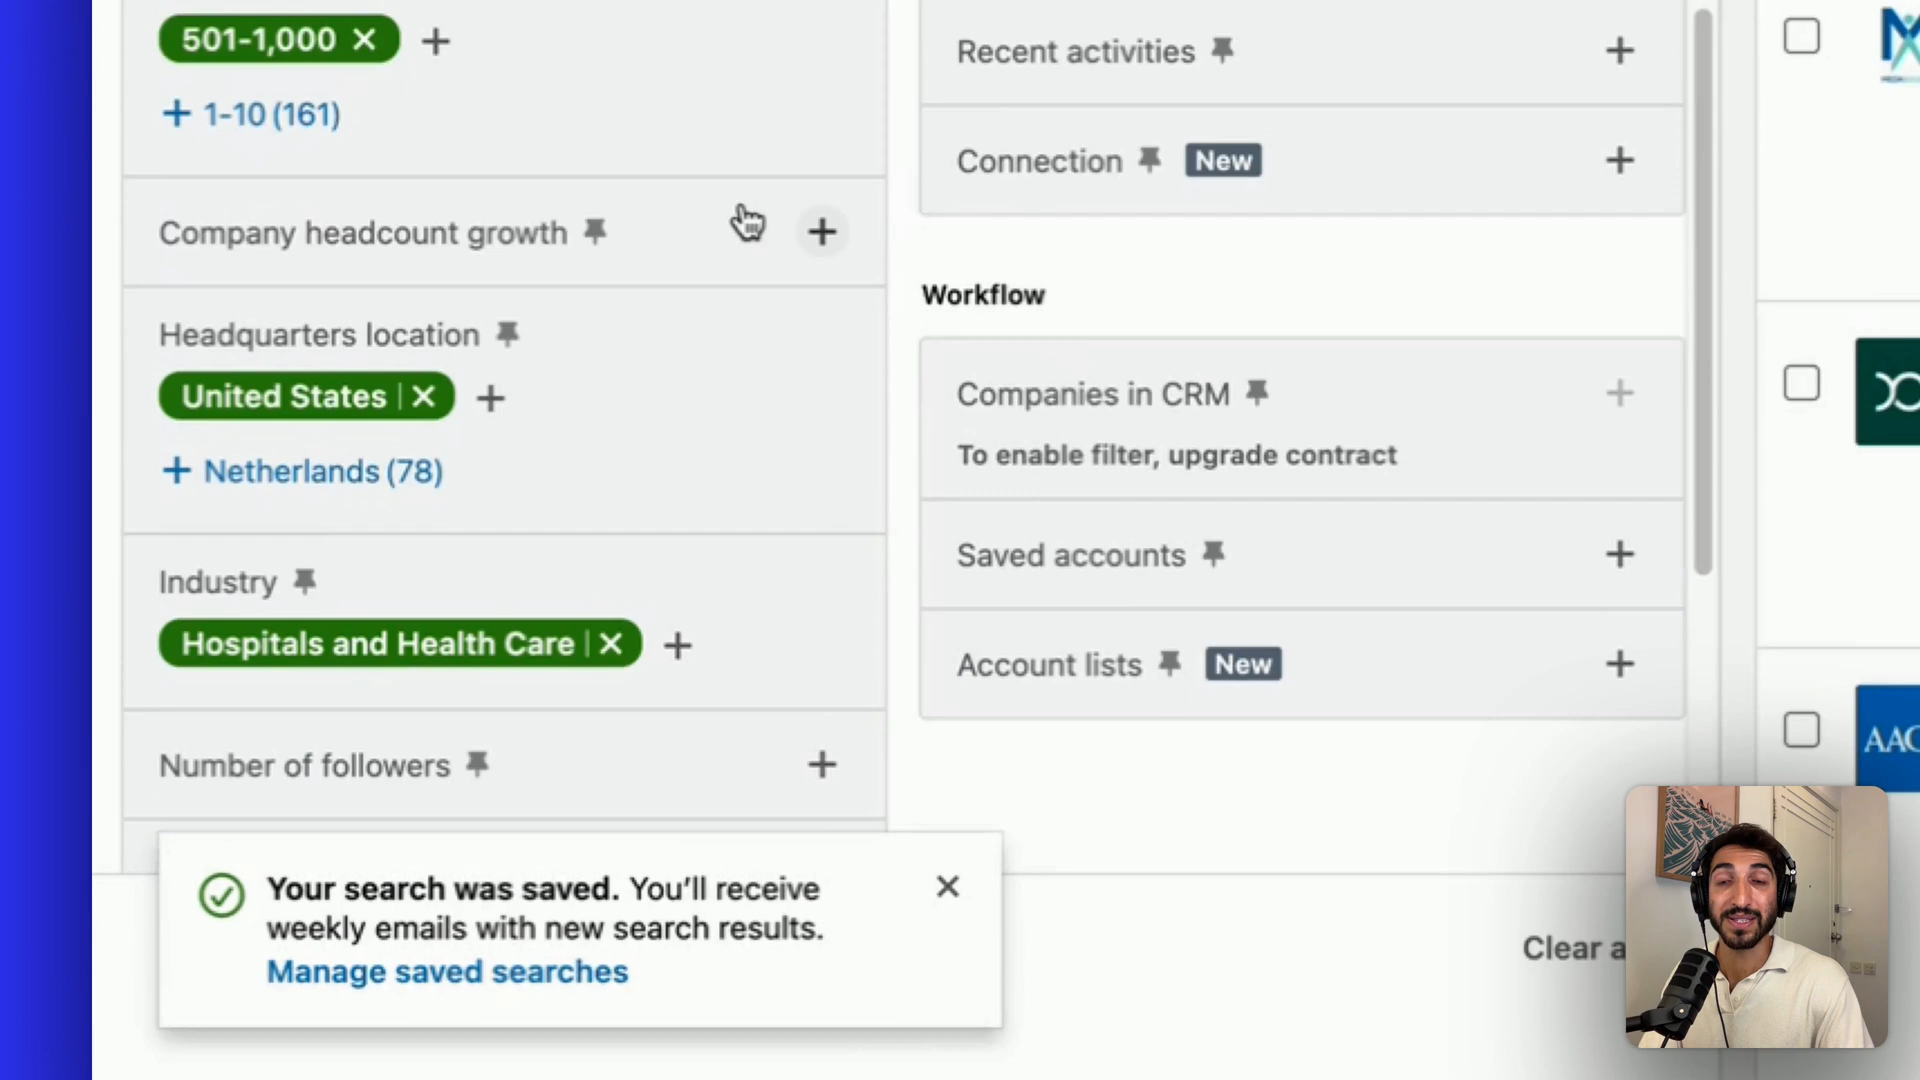 501-1,000
1-10 (161)
Company headcount growth
Headquarters location
United States
Netherlands (78)
Industry
Hospitals and Health Care
Number of followers
Recent activities
Connection New
Workflow
Companies in CRM
To enable filter, upgrade contract
Saved accounts
Account lists New
Your search was saved. You’ll receive
weekly emails with new search results.
Manage saved searches
Clear
AAC